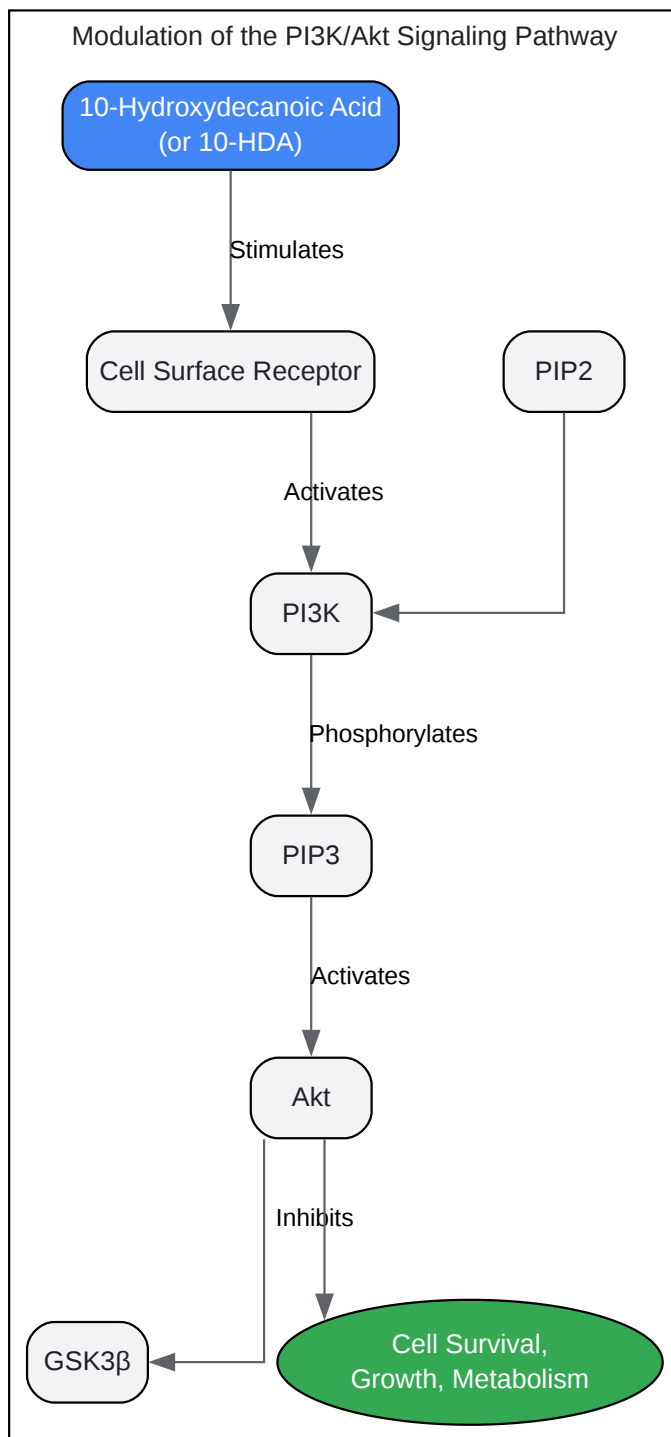 Modulation of the PI3K/Akt Signaling Pathway
10-Hydroxydecanoic Acid
(or 10-HDA)
Stimulates
Cell Surface Receptor
PIP2
Activates
PI3K
Phosphorylates
PIP3
Activates
Akt
Inhibits
GSK3β
Cell Survival,
Growth, Metabolism